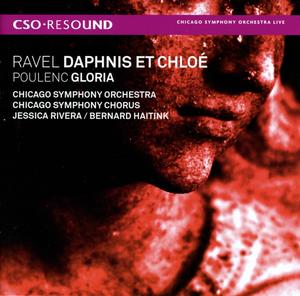 CSO·RESOUND
CHICAGO SYMPHONY ORCHESTRA LIVE
RAVEL DAPHNIS ET CHLOÉ
POULENC GLORIA
CHICAGO SYMPHONY ORCHESTRA
CHICAGO SYMPHONY CHORUS
JESSICA RIVERA / BERNARD HAITINK